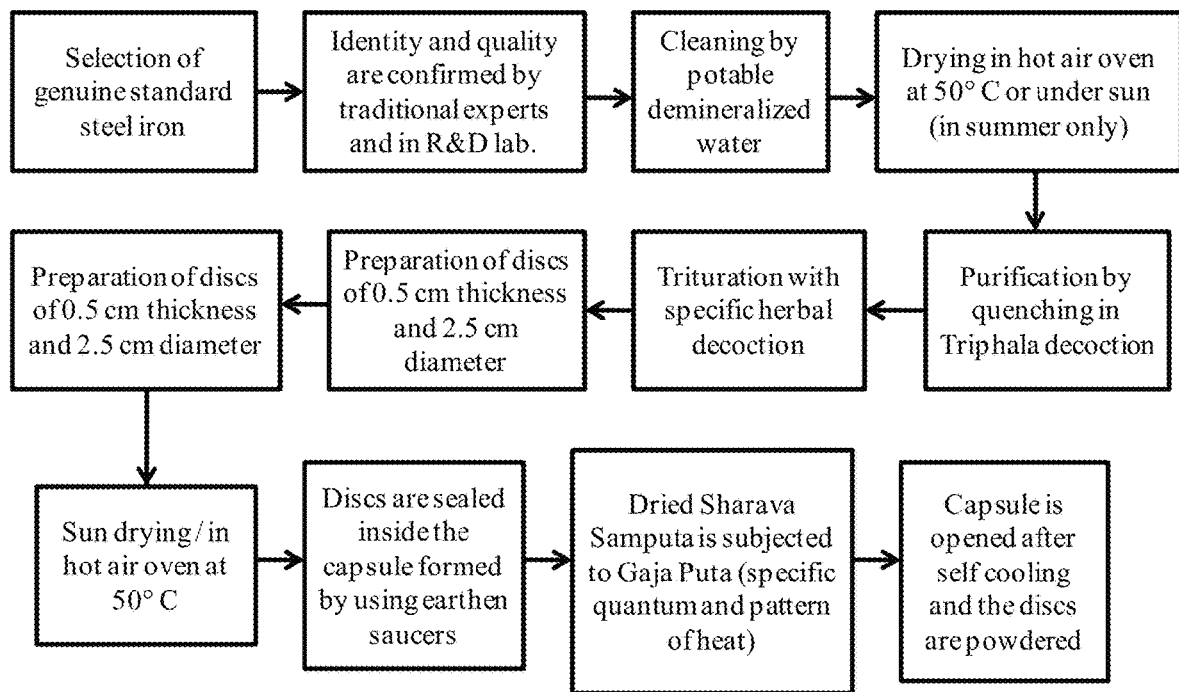 Selection of
genuine standard
steel iron
Identity and quality
are confirmed by
traditional experts
and in R&D lab.
Cleaning by
potable
demineralized
water
Drying in hot air oven
at 50° C or under sun
(in summer only)
Purification by
quenching in
Triphala decoction
Trituration with
specific herbal
decoction
Preparation of discs
of 0.5 cm thickness
and 2.5 cm
diameter
Preparation of discs
of 0.5 cm thickness
and 2.5 cm diameter
Sun drying / in
hot air oven at
50° C
Discs are sealed
inside the
capsule formed
by using earthen
saucers
Dried Sharava
Samputa is subjected
to Gaja Puta (specific
quantum and pattern
of heat)
Capsule is
opened after
self cooling
and the discs
are powdered